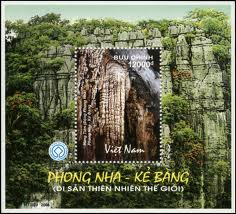 BƯU CHÍNH
12000đ
Việt Nam
PHONG NHA - KẺ BÀNG
(DI SẢN THIÊN NHIÊN THẾ GIỚI)